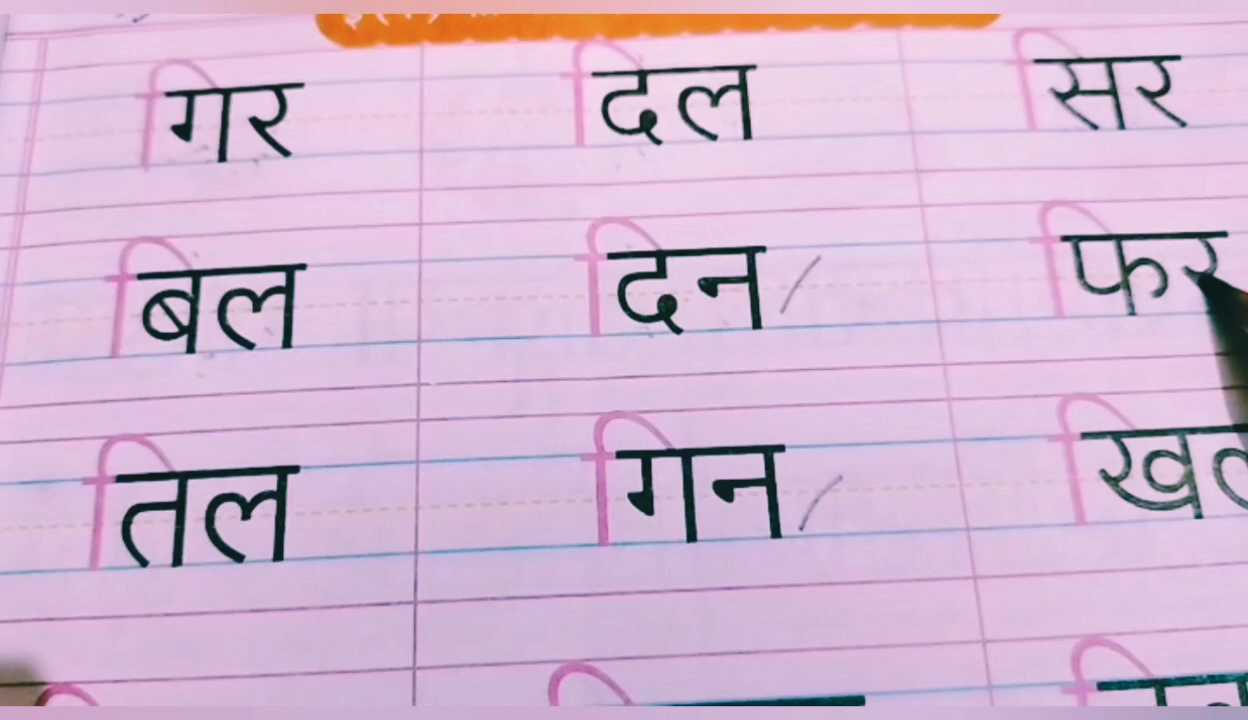 गिर दिल सिर
बिल दिन फिर
तिल गिन